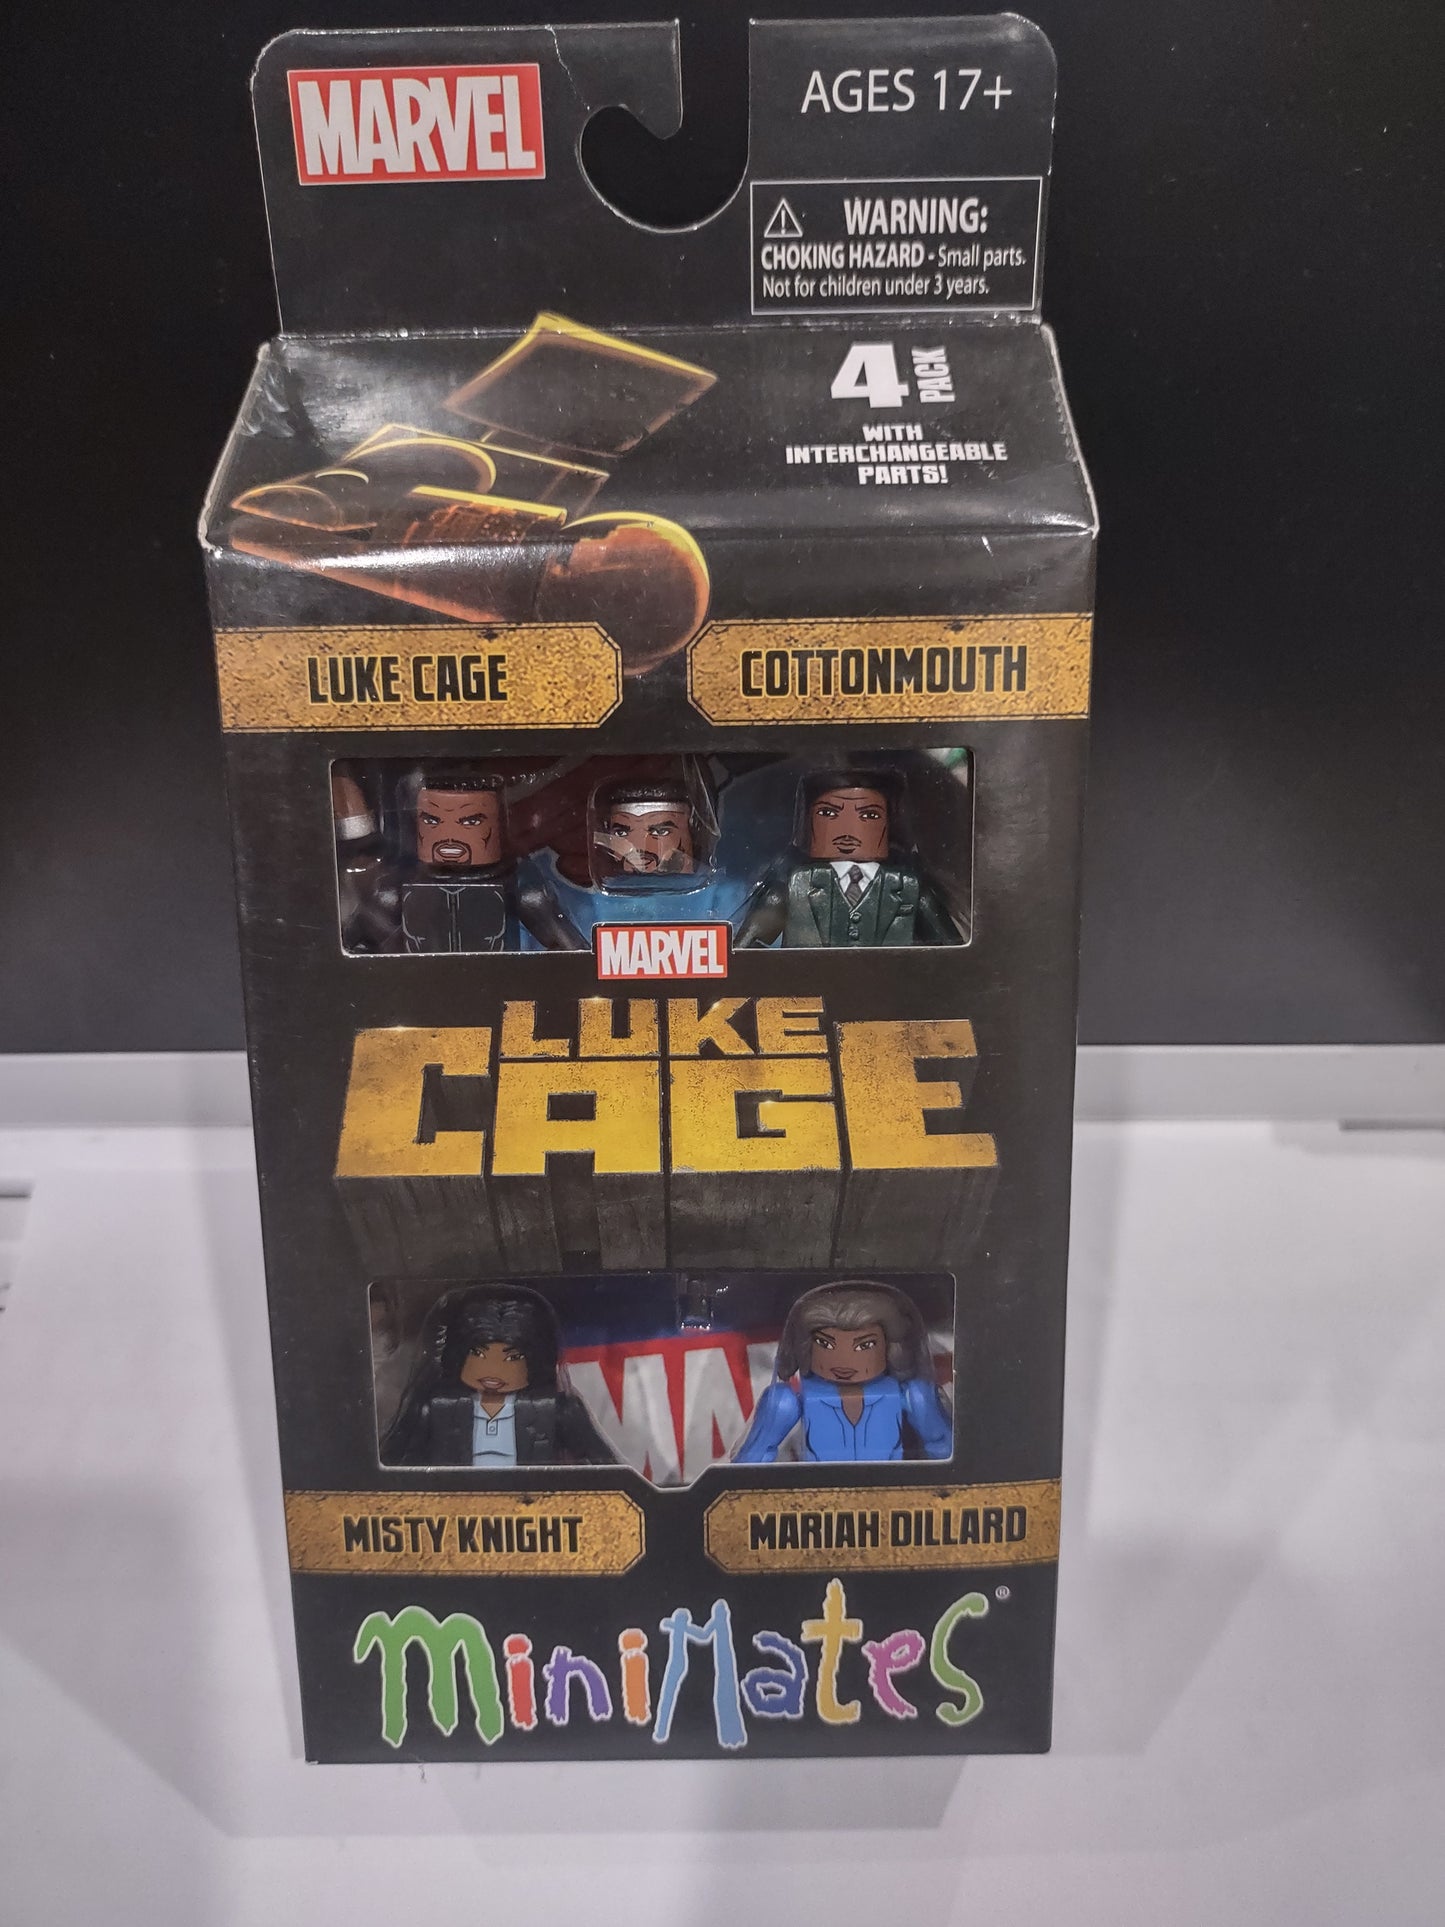 MARVEL
AGES 17+
WARNING:
CHOKING HAZARD - Small parts.
Not for children under 3 years.
4 PACK
WITH
INTERCHANGEABLE
PARTS!
LUKE CAGE
COTTONMOUTH
MARVEL
LUKE
CAGE
MISTY KNIGHT
MARIAH DILLARD
miniMates®